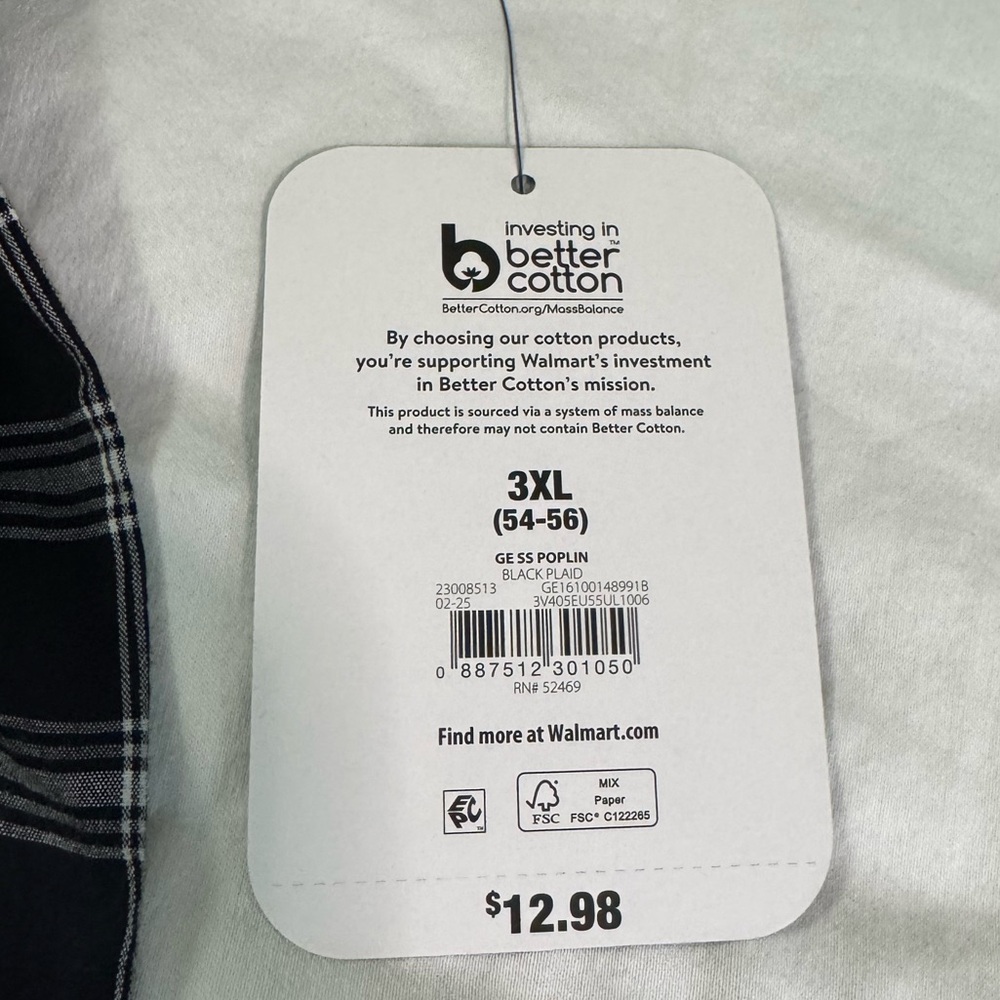 investing in
better™
cotton
BetterCotton.org/MassBalance
By choosing our cotton products,
you're supporting Walmart's investment
in Better Cotton's mission.
This product is sourced via a system of mass balance
and therefore may not contain Better Cotton.
3XL
(54-56)
GE SS POPLIN
BLACK PLAID
23008513 GE16100148991B
02-25 3V405EU55UL1006
0 887512 301050
RN# 52469
Find more at Walmart.com
EPC™
MIX
Paper
FSC FSC® C122265
$12.98